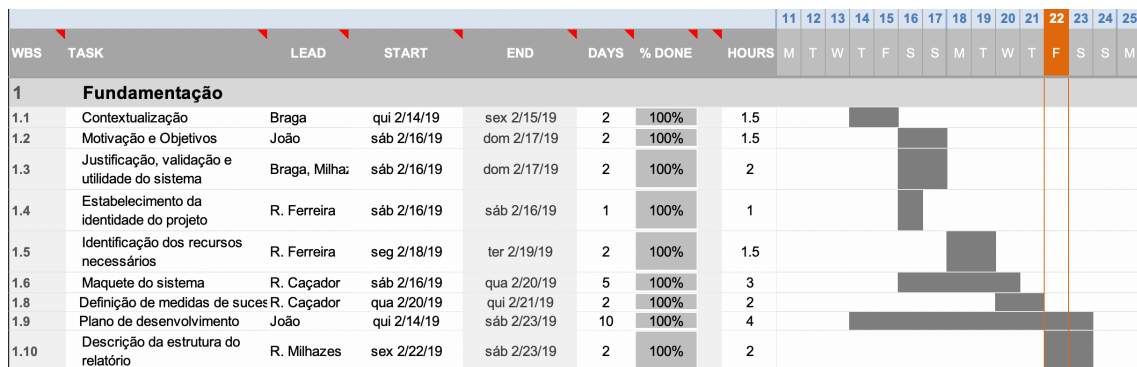 11 12 13 14 15 16 17 18 19 20 21 22 23 24 25
WBS TASK LEAD START END DAYS % DONE HOURS M T W T F S S M T W T F S S M
1 Fundamentação
1.1 Contextualização Braga qui 2/14/19 sex 2/15/19 2 100% 1.5
1.2 Motivação e Objetivos João sáb 2/16/19 dom 2/17/19 2 100% 1.5
Justificação, validação e
1.3 utilidade do sistema Braga, Milhaz sáb 2/16/19 dom 2/17/19 2 100% 2
Estabelecimento da
1.4 identidade do projeto R. Ferreira sáb 2/16/19 sáb 2/16/19 1 100% 1
Identificação dos recursos
1.5 necessários R. Ferreira seg 2/18/19 ter 2/19/19 2 100% 1.5
1.6 Maquete do sistema R. Caçador sáb 2/16/19 qua 2/20/19 5 100% 3
1.8 Definição de medidas de suces R. Caçador qua 2/20/19 qui 2/21/19 2 100% 2
1.9 Plano de desenvolvimento João qui 2/14/19 sáb 2/23/19 10 100% 4
Descrição da estrutura do
1.10 relatório R. Milhazes sex 2/22/19 sáb 2/23/19 2 100% 2